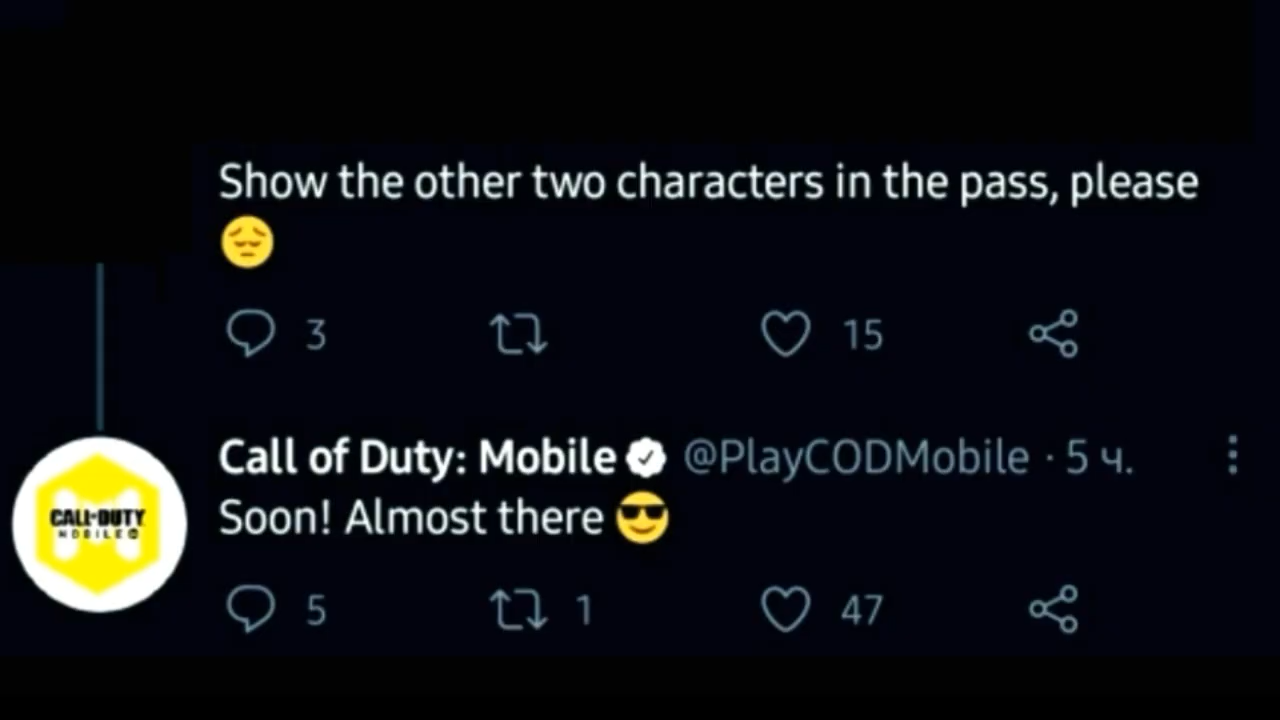 Show the other two characters in the pass, please
😔
3
15
Call of Duty: Mobile @PlayCODMobile · 5 ч.
Soon! Almost there 😎
CALL OF DUTY
MOBILE
5
1
47